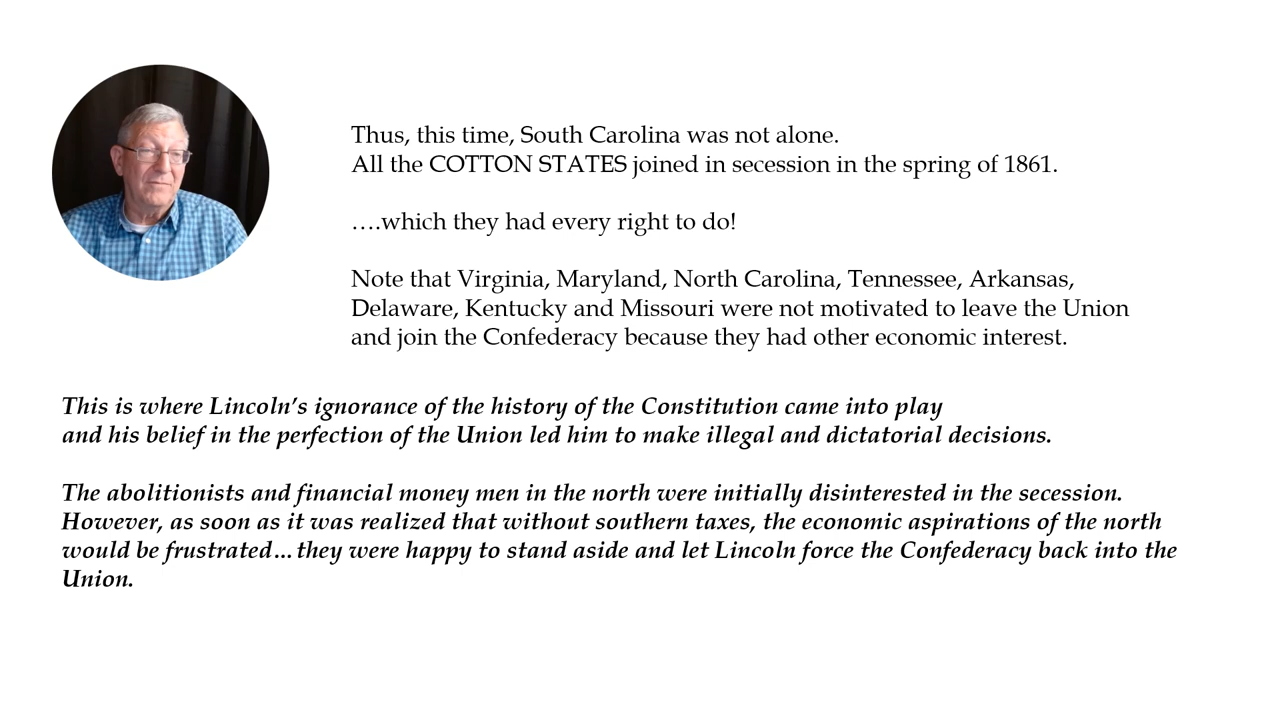 Thus, this time, South Carolina was not alone.
All the COTTON STATES joined in secession in the spring of 1861.
….which they had every right to do!
Note that Virginia, Maryland, North Carolina, Tennessee, Arkansas,
Delaware, Kentucky and Missouri were not motivated to leave the Union
and join the Confederacy because they had other economic interest.
This is where Lincoln’s ignorance of the history of the Constitution came into play
and his belief in the perfection of the Union led him to make illegal and dictatorial decisions.
The abolitionists and financial money men in the north were initially disinterested in the secession.
However, as soon as it was realized that without southern taxes, the economic aspirations of the north
would be frustrated…they were happy to stand aside and let Lincoln force the Confederacy back into the
Union.